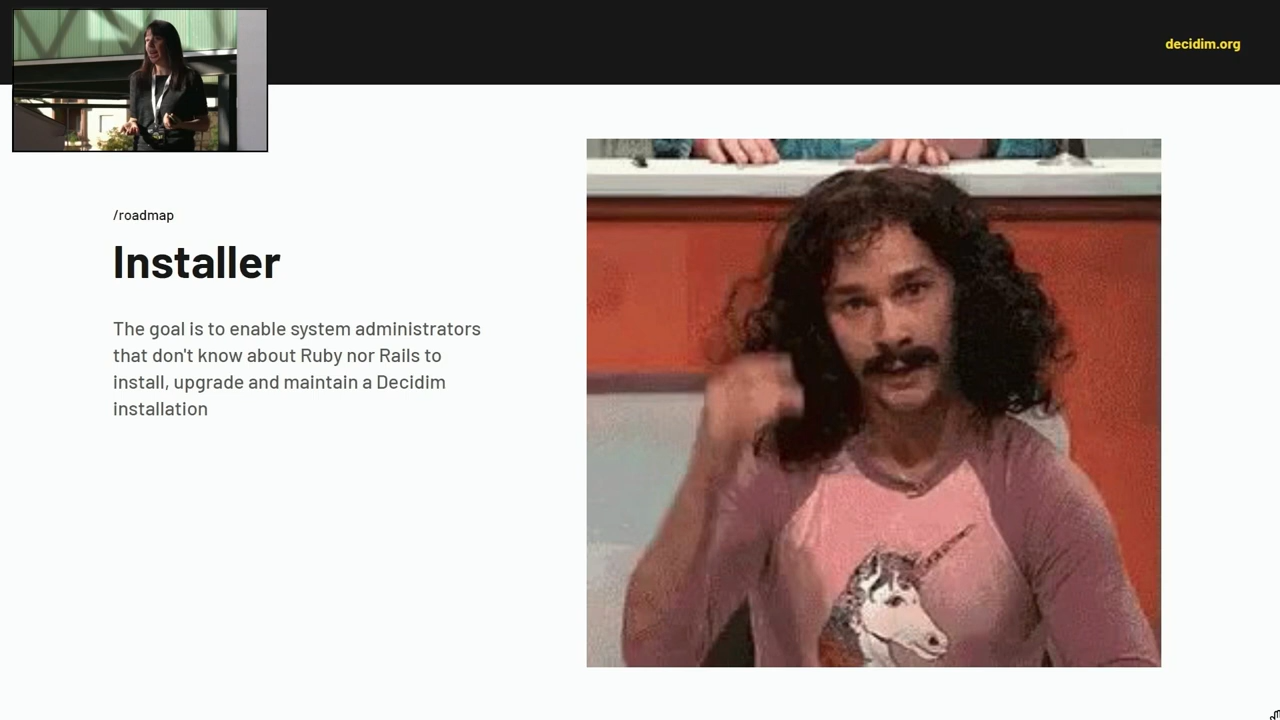 decidim.org
/roadmap
Installer
The goal is to enable system administrators
that don't know about Ruby nor Rails to
install, upgrade and maintain a Decidim
installation